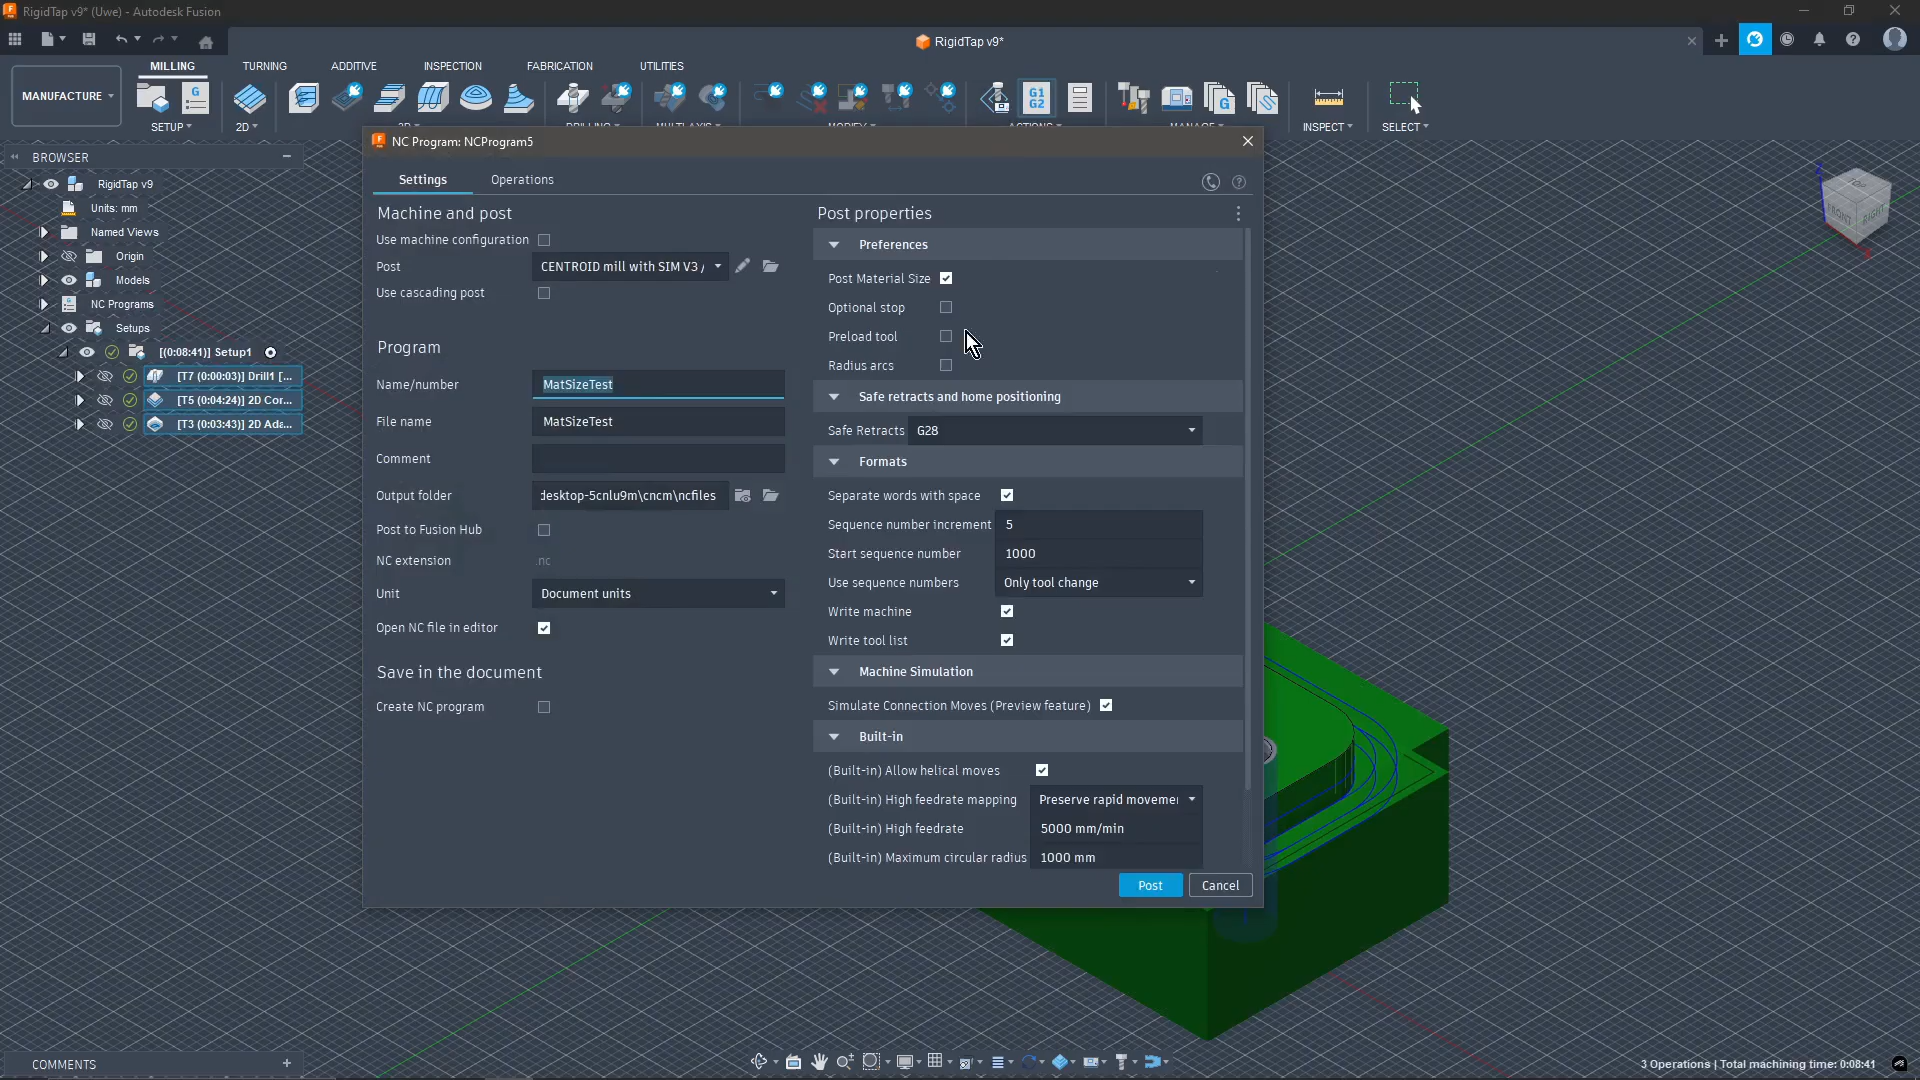 RigidTap v9* (Uwe) - Autodesk Fusion
RigidTap v9*
MANUFACTURE
MILLING
TURNING
ADDITIVE
INSPECTION
FABRICATION
UTILITIES
SETUP
2D
INSPECT
SELECT
BROWSER
RigidTap v9
Units: mm
Named Views
Origin
Models
NC Programs
Setups
[(0:08:41)] Setup1
[T7 (0:00:03)] Drill1 [...
[T5 (0:04:24)] 2D Cor...
[T3 (0:03:43)] 2D Ada...
NC Program: NCProgram5
Settings
Operations
Machine and post
Use machine configuration
Post
CENTROID mill with SIM V3 /
Use cascading post
Program
Name/number
MatSizeTest
File name
MatSizeTest
Comment
Output folder
desktop-5cnlu9m\cncm\ncfiles
Post to Fusion Hub
NC extension
.nc
Unit
Document units
Open NC file in editor
Save in the document
Create NC program
Post properties
Preferences
Post Material Size
Optional stop
Preload tool
Radius arcs
Safe retracts and home positioning
Safe Retracts
G28
Formats
Separate words with space
Sequence number increment
5
Start sequence number
1000
Use sequence numbers
Only tool change
Write machine
Write tool list
Machine Simulation
Simulate Connection Moves (Preview feature)
Built-in
(Built-in) Allow helical moves
(Built-in) High feedrate mapping
Preserve rapid movemer
(Built-in) High feedrate
5000 mm/min
(Built-in) Maximum circular radius
1000 mm
Post
Cancel
TOP
FRONT
RIGHT
Z
X
G1
G2
COMMENTS
3 Operations | Total machining time: 0:08:41